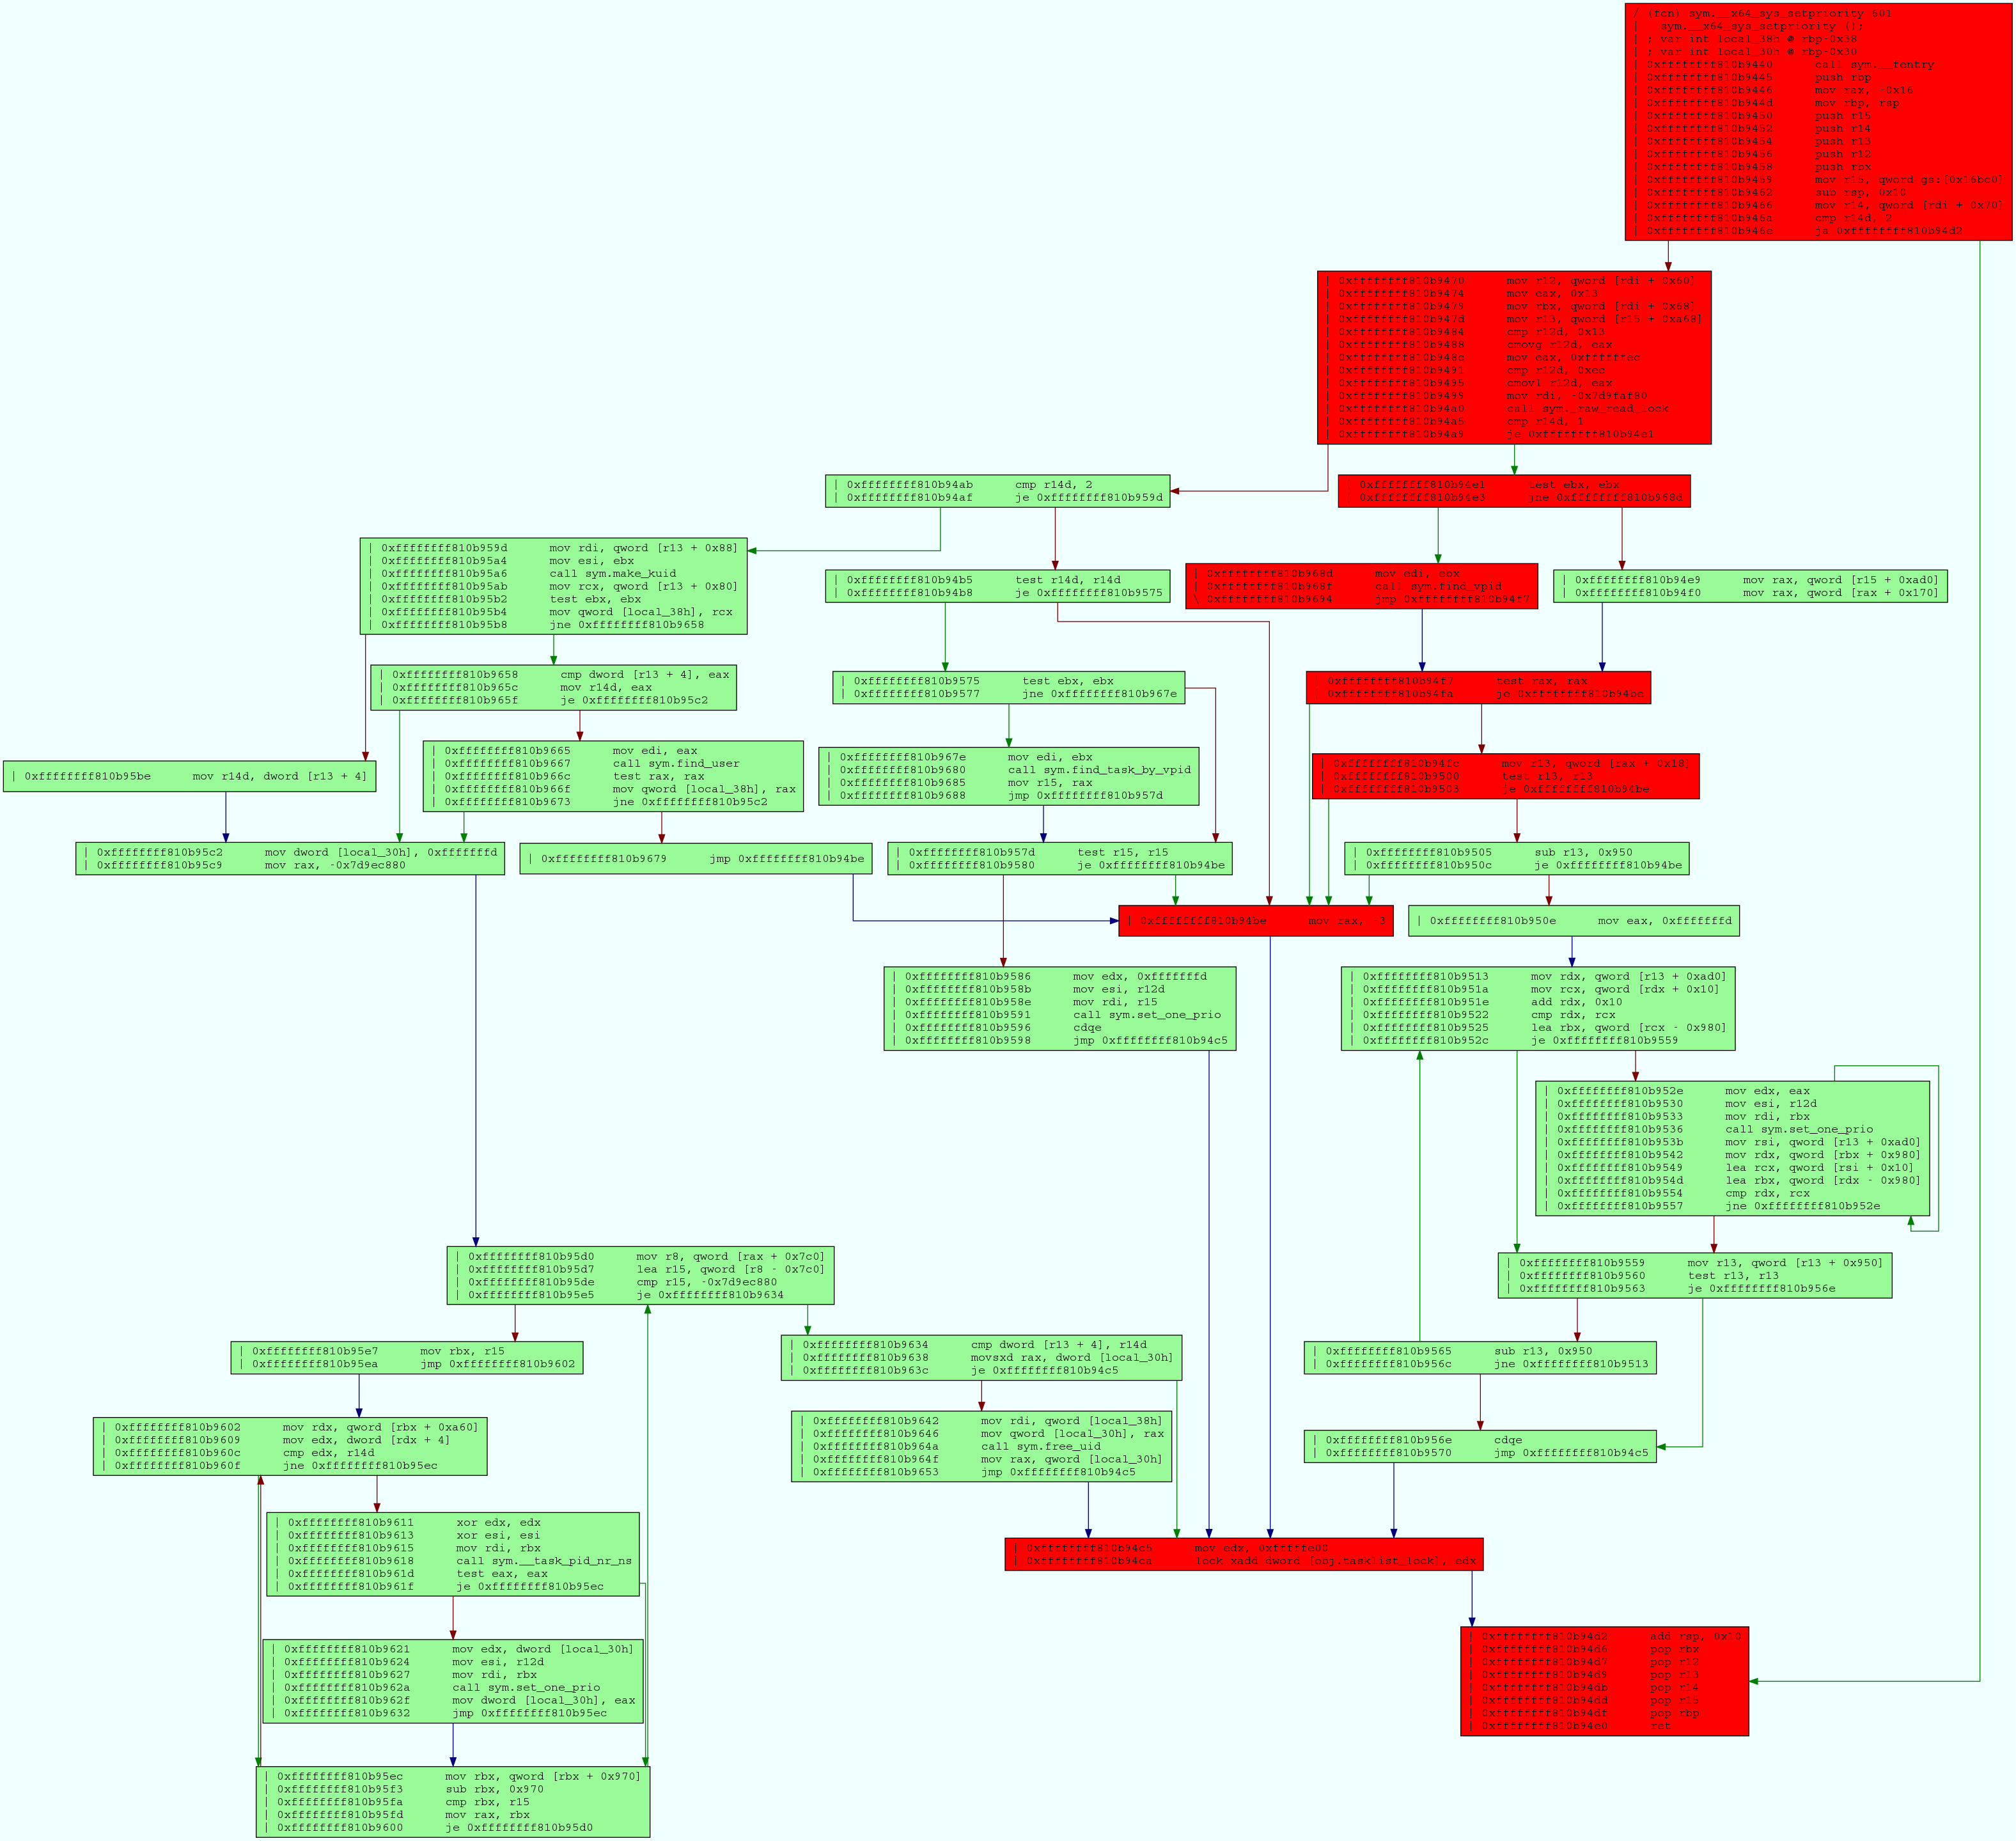 / (fcn) sym.__x64_sys_setpriority 601
|   sym.__x64_sys_setpriority ();
| ; var int local_38h @ rbp-0x38
| ; var int local_30h @ rbp-0x30
| 0xffffffff810b9440      call sym.__fentry
| 0xffffffff810b9445      push rbp
| 0xffffffff810b9446      mov rax, -0x16
| 0xffffffff810b944d      mov rbp, rsp
| 0xffffffff810b9450      push r15
| 0xffffffff810b9452      push r14
| 0xffffffff810b9454      push r13
| 0xffffffff810b9456      push r12
| 0xffffffff810b9458      push rbx
| 0xffffffff810b9459      mov r15, qword gs:[0x16bc0]
| 0xffffffff810b9462      sub rsp, 0x10
| 0xffffffff810b9466      mov r14, qword [rdi + 0x70]
| 0xffffffff810b946a      cmp r14d, 2
| 0xffffffff810b946e      ja 0xffffffff810b94d2
| 0xffffffff810b9470      mov r12, qword [rdi + 0x60]
| 0xffffffff810b9474      mov eax, 0x13
| 0xffffffff810b9479      mov rbx, qword [rdi + 0x68]
| 0xffffffff810b947d      mov r13, qword [r15 + 0xa68]
| 0xffffffff810b9484      cmp r12d, 0x13
| 0xffffffff810b9488      cmovg r12d, eax
| 0xffffffff810b948c      mov eax, 0xffffffec
| 0xffffffff810b9491      cmp r12d, 0xec
| 0xffffffff810b9495      cmovl r12d, eax
| 0xffffffff810b9499      mov rdi, -0x7d9faf80
| 0xffffffff810b94a0      call sym._raw_read_lock
| 0xffffffff810b94a5      cmp r14d, 1
| 0xffffffff810b94a9      je 0xffffffff810b94e1
| 0xffffffff810b94ab      cmp r14d, 2
| 0xffffffff810b94af      je 0xffffffff810b959d
| 0xffffffff810b94e1      test ebx, ebx
| 0xffffffff810b94e3      jne 0xffffffff810b968d
| 0xffffffff810b959d      mov rdi, qword [r13 + 0x88]
| 0xffffffff810b95a4      mov esi, ebx
| 0xffffffff810b95a6      call sym.make_kuid
| 0xffffffff810b95ab      mov rcx, qword [r13 + 0x80]
| 0xffffffff810b95b2      test ebx, ebx
| 0xffffffff810b95b4      mov qword [local_38h], rcx
| 0xffffffff810b95b8      jne 0xffffffff810b9658
| 0xffffffff810b94b5      test r14d, r14d
| 0xffffffff810b94b8      je 0xffffffff810b9575
| 0xffffffff810b968d      mov edi, ebx
| 0xffffffff810b968f      call sym.find_vpid
\ 0xffffffff810b9694      jmp 0xffffffff810b94f7
| 0xffffffff810b94e9      mov rax, qword [r15 + 0xad0]
| 0xffffffff810b94f0      mov rax, qword [rax + 0x170]
| 0xffffffff810b9658      cmp dword [r13 + 4], eax
| 0xffffffff810b965c      mov r14d, eax
| 0xffffffff810b965f      je 0xffffffff810b95c2
| 0xffffffff810b9575      test ebx, ebx
| 0xffffffff810b9577      jne 0xffffffff810b967e
| 0xffffffff810b94f7      test rax, rax
| 0xffffffff810b94fa      je 0xffffffff810b94be
| 0xffffffff810b95be      mov r14d, dword [r13 + 4]
| 0xffffffff810b9665      mov edi, eax
| 0xffffffff810b9667      call sym.find_user
| 0xffffffff810b966c      test rax, rax
| 0xffffffff810b966f      mov qword [local_38h], rax
| 0xffffffff810b9673      jne 0xffffffff810b95c2
| 0xffffffff810b967e      mov edi, ebx
| 0xffffffff810b9680      call sym.find_task_by_vpid
| 0xffffffff810b9685      mov r15, rax
| 0xffffffff810b9688      jmp 0xffffffff810b957d
| 0xffffffff810b94fc      mov r13, qword [rax + 0x18]
| 0xffffffff810b9500      test r13, r13
| 0xffffffff810b9503      je 0xffffffff810b94be
| 0xffffffff810b95c2      mov dword [local_30h], 0xfffffffd
| 0xffffffff810b95c9      mov rax, -0x7d9ec880
| 0xffffffff810b9679      jmp 0xffffffff810b94be
| 0xffffffff810b957d      test r15, r15
| 0xffffffff810b9580      je 0xffffffff810b94be
| 0xffffffff810b9505      sub r13, 0x950
| 0xffffffff810b950c      je 0xffffffff810b94be
| 0xffffffff810b94be      mov rax, -3
| 0xffffffff810b950e      mov eax, 0xfffffffd
| 0xffffffff810b9586      mov edx, 0xfffffffd
| 0xffffffff810b958b      mov esi, r12d
| 0xffffffff810b958e      mov rdi, r15
| 0xffffffff810b9591      call sym.set_one_prio
| 0xffffffff810b9596      cdqe
| 0xffffffff810b9598      jmp 0xffffffff810b94c5
| 0xffffffff810b9513      mov rdx, qword [r13 + 0xad0]
| 0xffffffff810b951a      mov rcx, qword [rdx + 0x10]
| 0xffffffff810b951e      add rdx, 0x10
| 0xffffffff810b9522      cmp rdx, rcx
| 0xffffffff810b9525      lea rbx, qword [rcx - 0x980]
| 0xffffffff810b952c      je 0xffffffff810b9559
| 0xffffffff810b952e      mov edx, eax
| 0xffffffff810b9530      mov esi, r12d
| 0xffffffff810b9533      mov rdi, rbx
| 0xffffffff810b9536      call sym.set_one_prio
| 0xffffffff810b953b      mov rsi, qword [r13 + 0xad0]
| 0xffffffff810b9542      mov rdx, qword [rbx + 0x980]
| 0xffffffff810b9549      lea rcx, qword [rsi + 0x10]
| 0xffffffff810b954d      lea rbx, qword [rdx - 0x980]
| 0xffffffff810b9554      cmp rdx, rcx
| 0xffffffff810b9557      jne 0xffffffff810b952e
| 0xffffffff810b95d0      mov r8, qword [rax + 0x7c0]
| 0xffffffff810b95d7      lea r15, qword [r8 - 0x7c0]
| 0xffffffff810b95de      cmp r15, -0x7d9ec880
| 0xffffffff810b95e5      je 0xffffffff810b9634
| 0xffffffff810b9559      mov r13, qword [r13 + 0x950]
| 0xffffffff810b9560      test r13, r13
| 0xffffffff810b9563      je 0xffffffff810b956e
| 0xffffffff810b95e7      mov rbx, r15
| 0xffffffff810b95ea      jmp 0xffffffff810b9602
| 0xffffffff810b9634      cmp dword [r13 + 4], r14d
| 0xffffffff810b9638      movsxd rax, dword [local_30h]
| 0xffffffff810b963c      je 0xffffffff810b94c5
| 0xffffffff810b9565      sub r13, 0x950
| 0xffffffff810b956c      jne 0xffffffff810b9513
| 0xffffffff810b9602      mov rdx, qword [rbx + 0xa60]
| 0xffffffff810b9609      mov edx, dword [rdx + 4]
| 0xffffffff810b960c      cmp edx, r14d
| 0xffffffff810b960f      jne 0xffffffff810b95ec
| 0xffffffff810b9642      mov rdi, qword [local_38h]
| 0xffffffff810b9646      mov qword [local_30h], rax
| 0xffffffff810b964a      call sym.free_uid
| 0xffffffff810b964f      mov rax, qword [local_30h]
| 0xffffffff810b9653      jmp 0xffffffff810b94c5
| 0xffffffff810b956e      cdqe
| 0xffffffff810b9570      jmp 0xffffffff810b94c5
| 0xffffffff810b9611      xor edx, edx
| 0xffffffff810b9613      xor esi, esi
| 0xffffffff810b9615      mov rdi, rbx
| 0xffffffff810b9618      call sym.__task_pid_nr_ns
| 0xffffffff810b961d      test eax, eax
| 0xffffffff810b961f      je 0xffffffff810b95ec
| 0xffffffff810b94c5      mov edx, 0xfffffe00
| 0xffffffff810b94ca      lock xadd dword [obj.tasklist_lock], edx
| 0xffffffff810b9621      mov edx, dword [local_30h]
| 0xffffffff810b9624      mov esi, r12d
| 0xffffffff810b9627      mov rdi, rbx
| 0xffffffff810b962a      call sym.set_one_prio
| 0xffffffff810b962f      mov dword [local_30h], eax
| 0xffffffff810b9632      jmp 0xffffffff810b95ec
| 0xffffffff810b94d2      add rsp, 0x10
| 0xffffffff810b94d6      pop rbx
| 0xffffffff810b94d7      pop r12
| 0xffffffff810b94d9      pop r13
| 0xffffffff810b94db      pop r14
| 0xffffffff810b94dd      pop r15
| 0xffffffff810b94df      pop rbp
| 0xffffffff810b94e0      ret
| 0xffffffff810b95ec      mov rbx, qword [rbx + 0x970]
| 0xffffffff810b95f3      sub rbx, 0x970
| 0xffffffff810b95fa      cmp rbx, r15
| 0xffffffff810b95fd      mov rax, rbx
| 0xffffffff810b9600      je 0xffffffff810b95d0